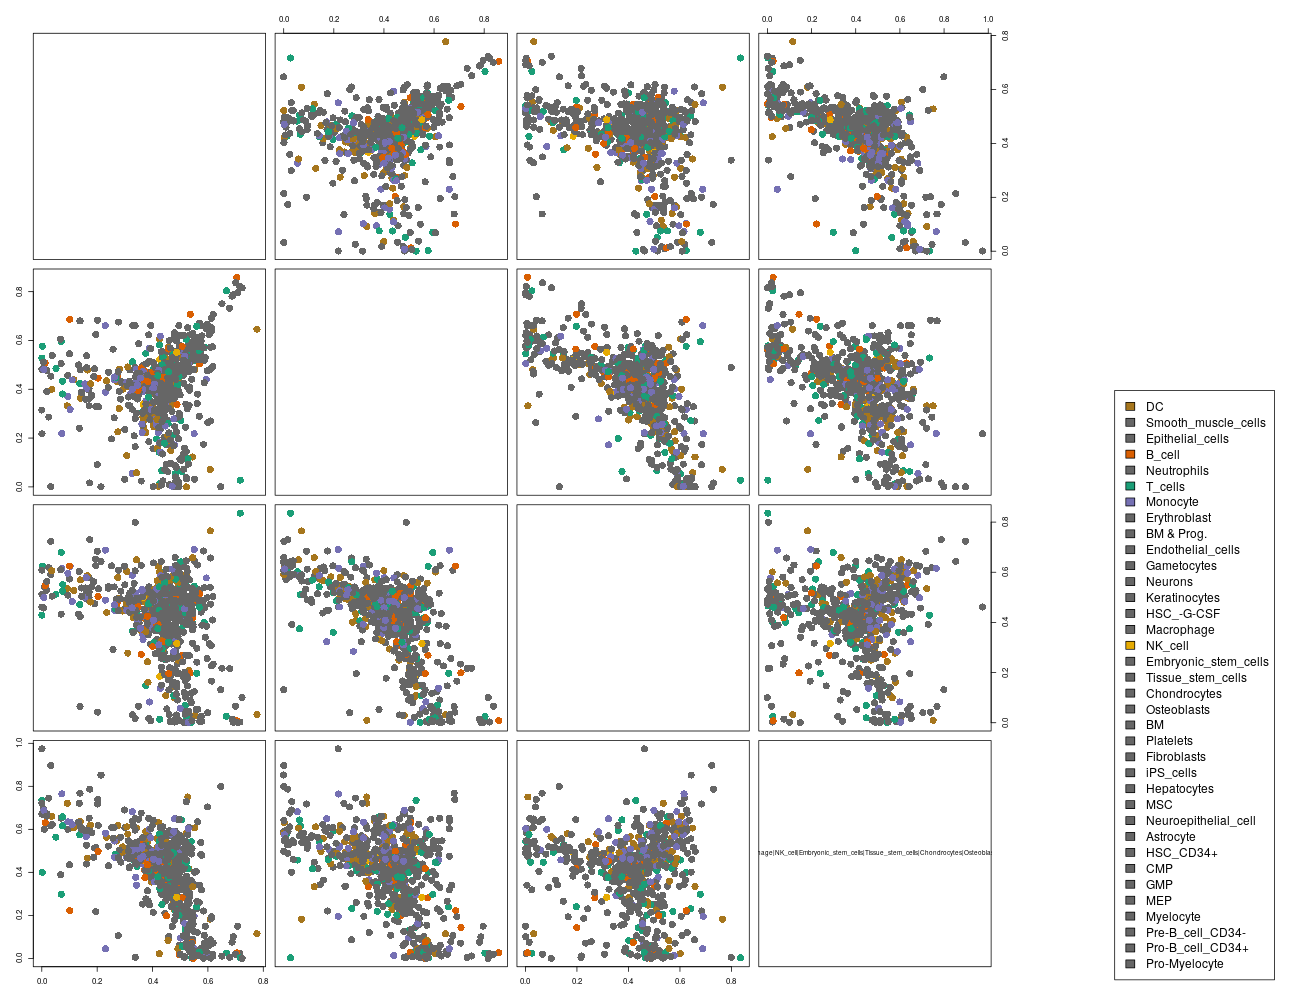 0.0 0.2 0.4 0.6 0.8
0.0 0.2 0.4 0.6 0.8 1.0
0.8
0.6
0.4
0.2
0.0
0.8
0.6
0.4
0.2
0.0
0.8
0.6
0.4
0.2
0.0
1.0
0.8
0.6
0.4
0.2
0.0
age|NK_cell|Embryonic_stem_cells|Tissue_stem_cells|Chondrocytes|Osteobla
0.0 0.2 0.4 0.6 0.8
0.0 0.2 0.4 0.6 0.8
DC
Smooth_muscle_cells
Epithelial_cells
B_cell
Neutrophils
T_cells
Monocyte
Erythroblast
BM & Prog.
Endothelial_cells
Gametocytes
Neurons
Keratinocytes
HSC_-G-CSF
Macrophage
NK_cell
Embryonic_stem_cells
Tissue_stem_cells
Chondrocytes
Osteoblasts
BM
Platelets
Fibroblasts
iPS_cells
Hepatocytes
MSC
Neuroepithelial_cell
Astrocyte
HSC_CD34+
CMP
GMP
MEP
Myelocyte
Pre-B_cell_CD34-
Pro-B_cell_CD34+
Pro-Myelocyte